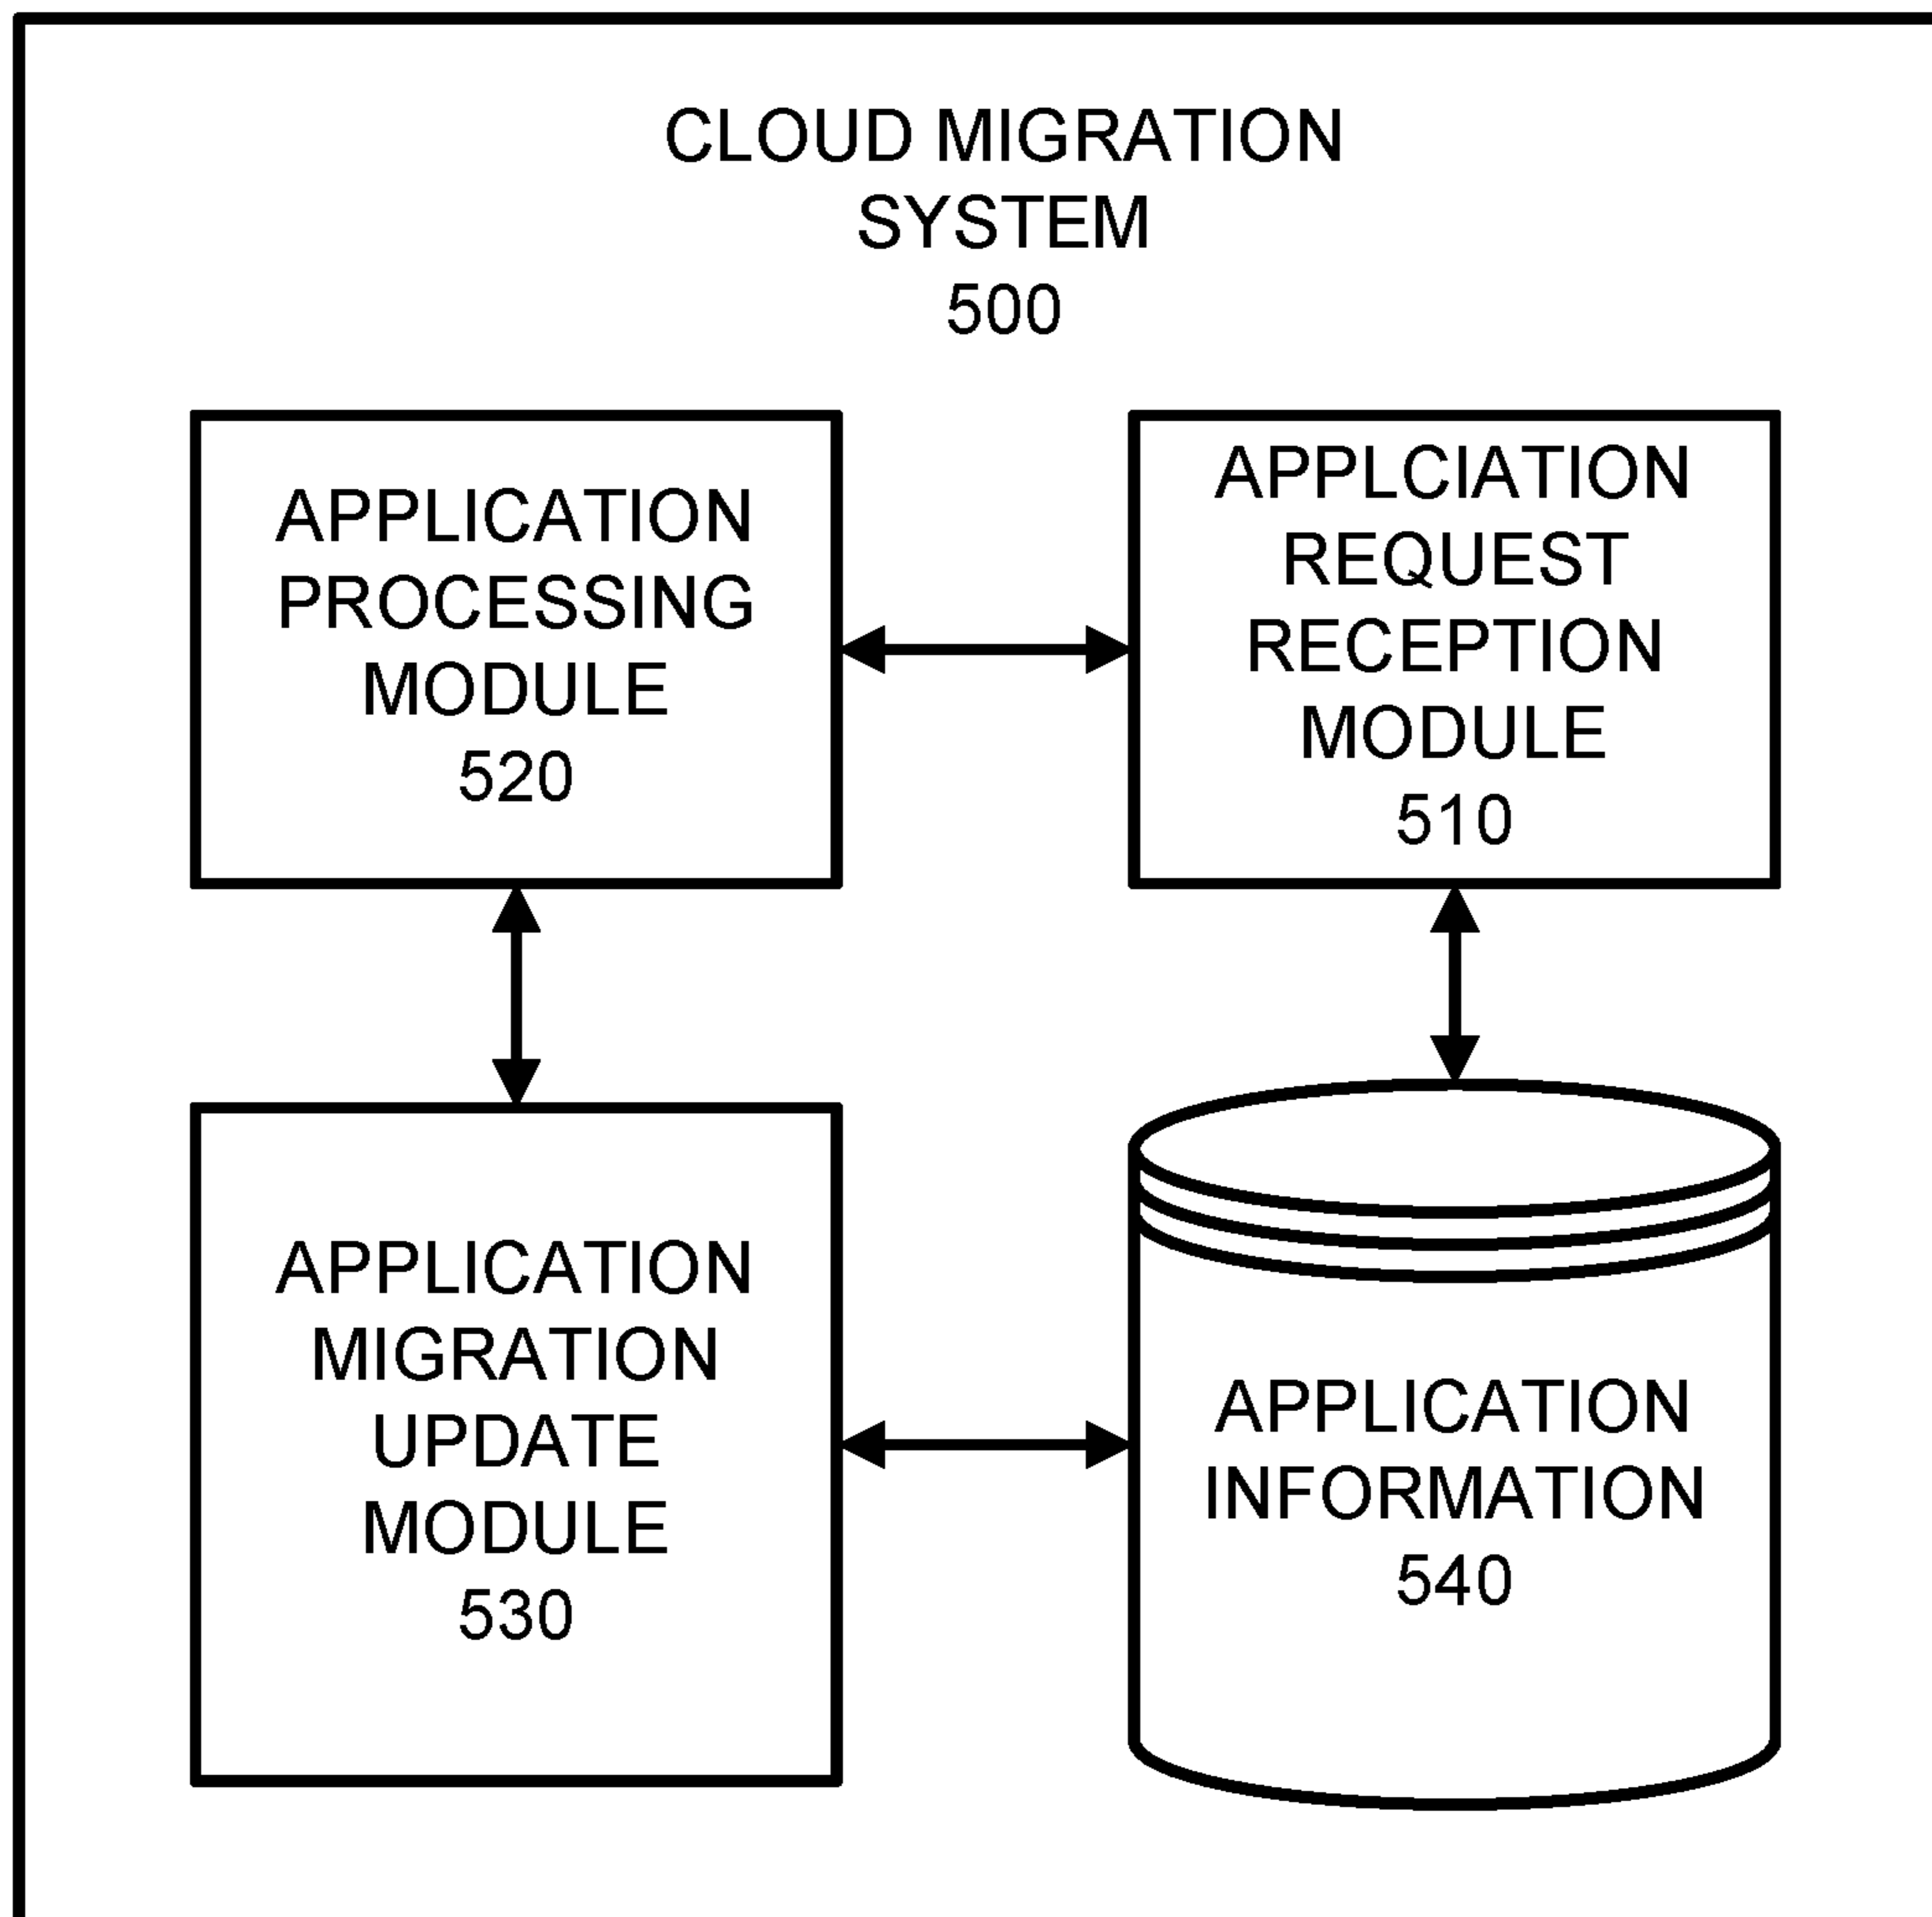 CLOUD MIGRATION
SYSTEM
500
APPLICATION
PROCESSING
MODULE
520
APPLCIATION
REQUEST
RECEPTION
MODULE
510
APPLICATION
MIGRATION
UPDATE
MODULE
530
APPLICATION
INFORMATION
540